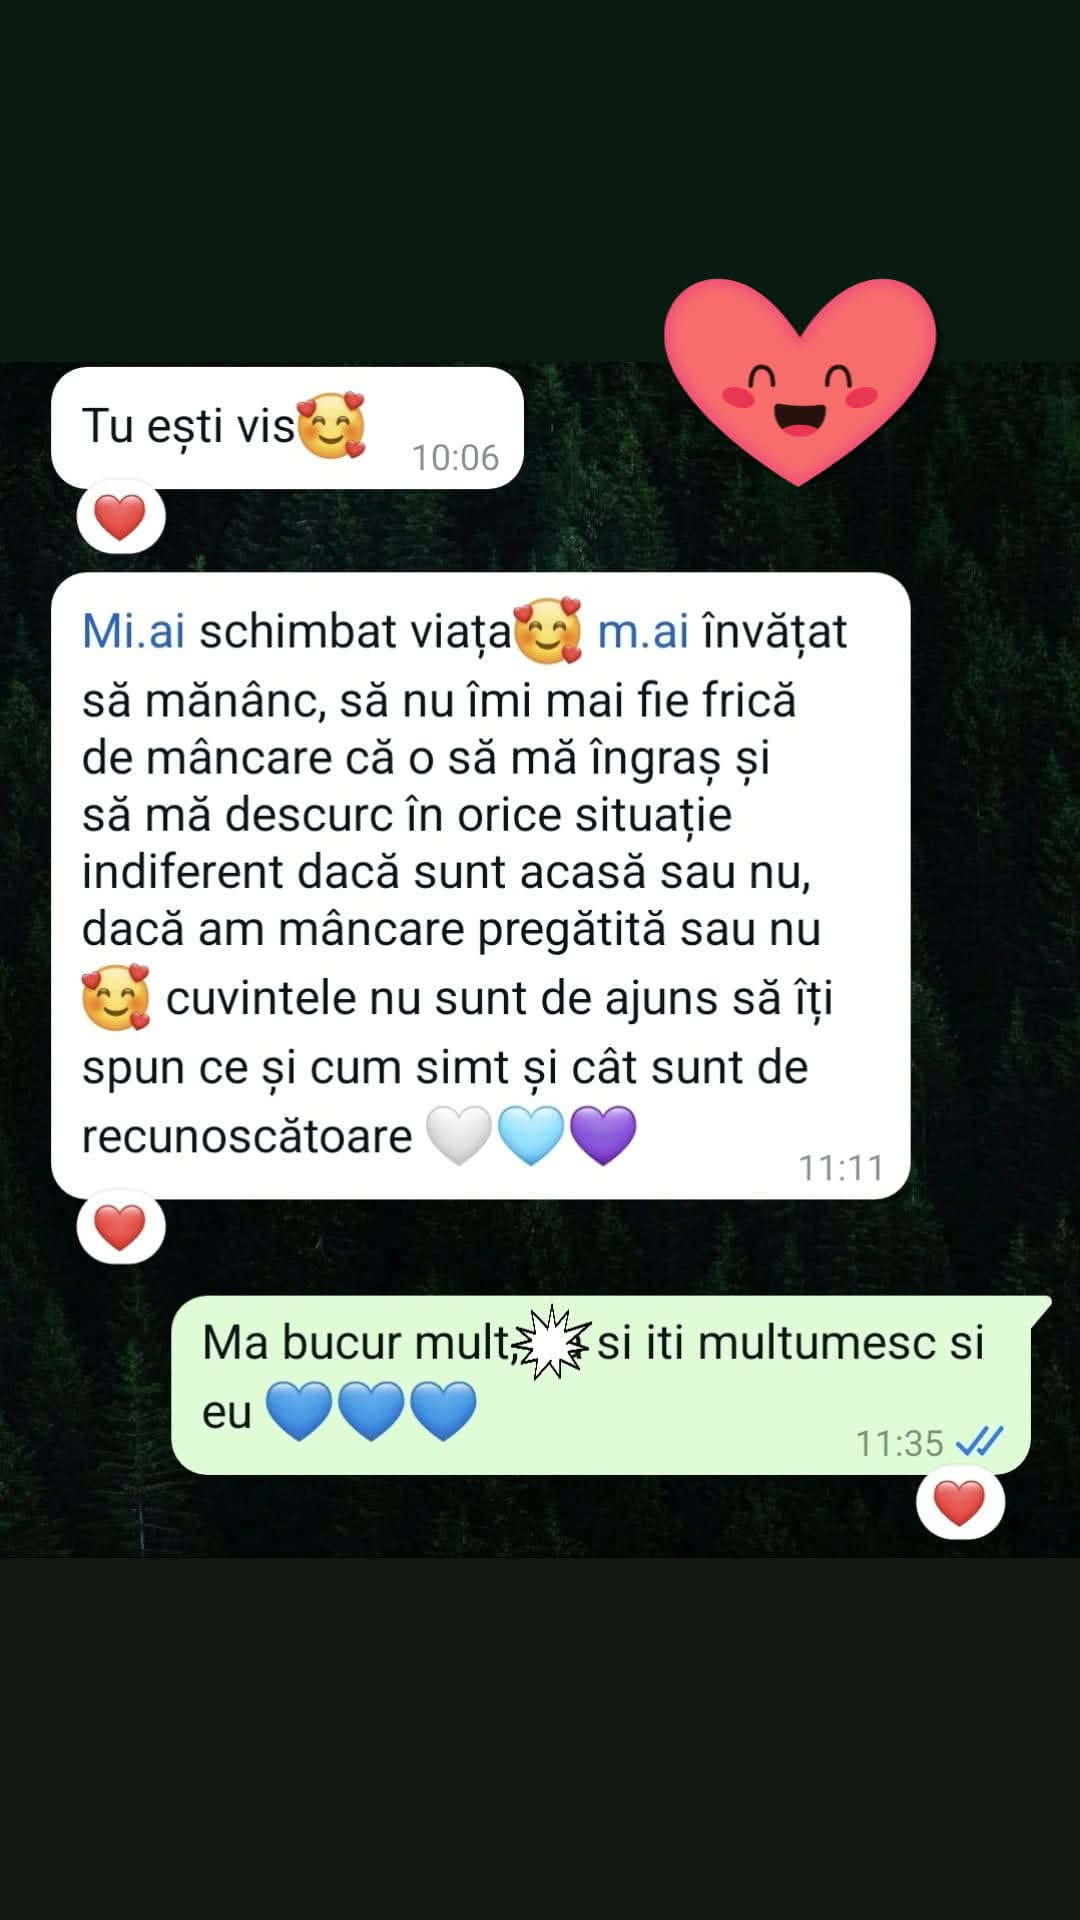 Tu ești vis🥰
10:06
Mi.ai schimbat viața🥰 m.ai învățat
să mănânc, să nu îmi mai fie frică
de mâncare că o să mă îngraș și
să mă descurc în orice situație
indiferent dacă sunt acasă sau nu,
dacă am mâncare pregătită sau nu
🥰 cuvintele nu sunt de ajuns să îți
spun ce și cum simt și cât sunt de
recunoscătoare 🤍🩵💜
11:11
Ma bucur mult, si iti multumesc si
eu 💙💙💙
11:35